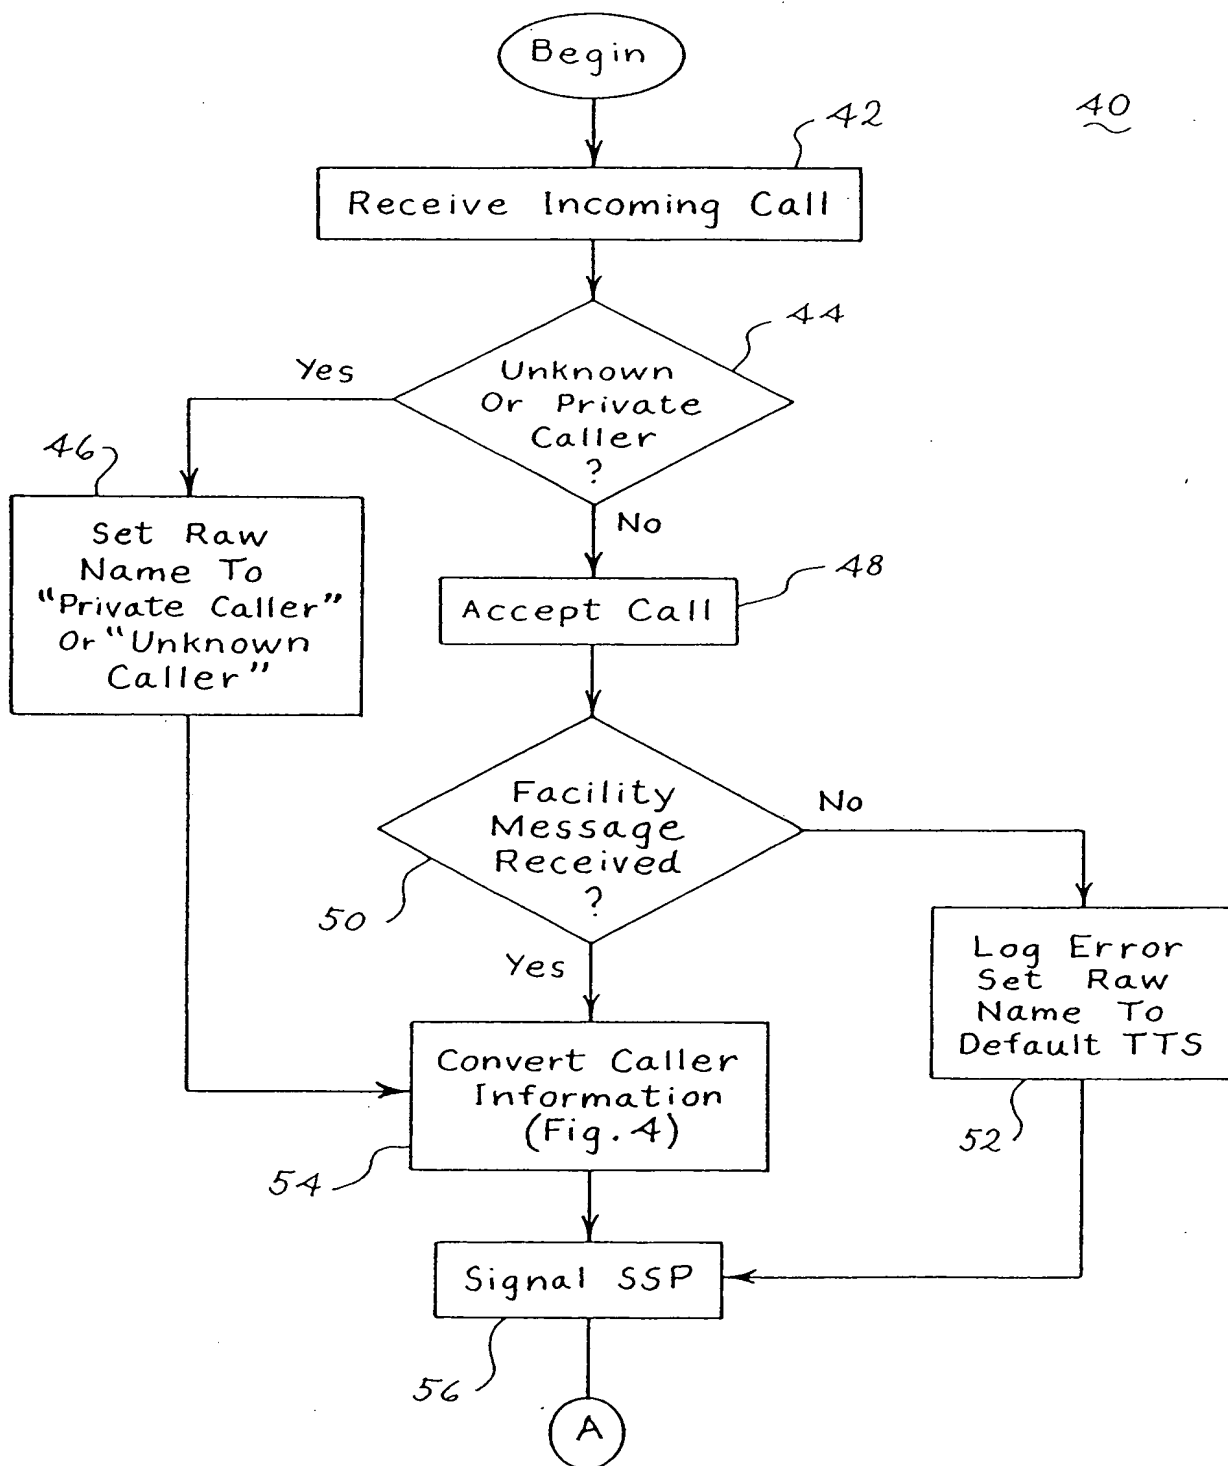 Begin
40
42
Receive Incoming Call
44
Yes
Unknown
Or Private
Caller
?
46
No
Set Raw
Name To
“Private Caller”
Or “Unknown
Caller”
48
Accept Call
Facility
Message
Received
?
No
50
Yes
Log Error
Set Raw
Name To
Default TTS
52
Convert Caller
Information
(Fig. 4)
54
Signal SSP
56
A